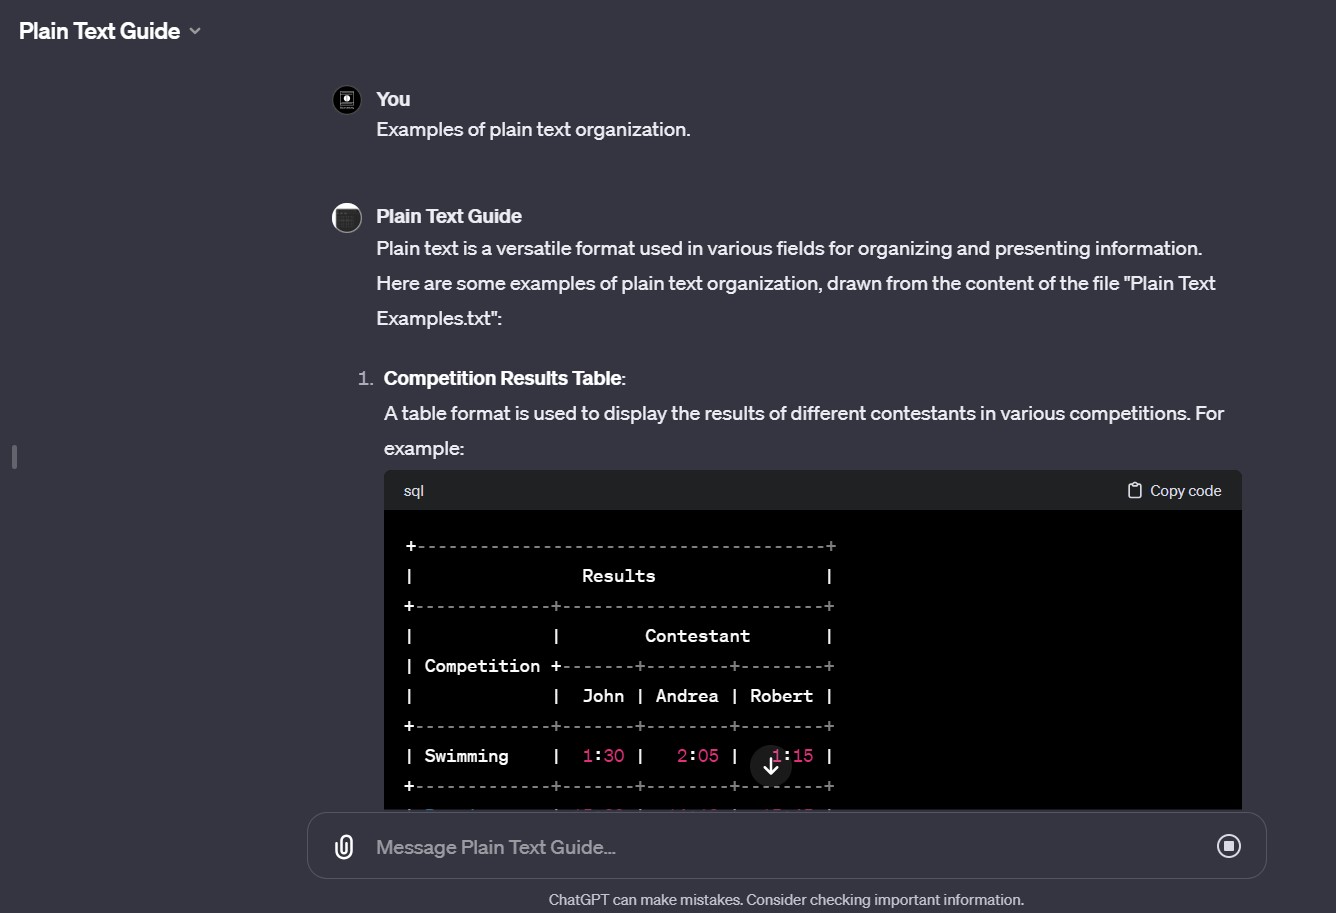 Plain Text Guide
You
Examples of plain text organization.
Plain Text Guide
Plain text is a versatile format used in various fields for organizing and presenting information.
Here are some examples of plain text organization, drawn from the content of the file "Plain Text
Examples.txt":
1. Competition Results Table:
A table format is used to display the results of different contestants in various competitions. For
example:
sql Copy code
+---------------------------------------+
|                Results                |
+-------------+-------------------------+
|             |        Contestant       |
| Competition +-------+--------+--------+
|             |  John | Andrea | Robert |
+-------------+-------+--------+--------+
| Swimming    |  1:30 |   2:05 |   1:15 |
+-------------+-------+--------+--------+
Message Plain Text Guide...
ChatGPT can make mistakes. Consider checking important information.